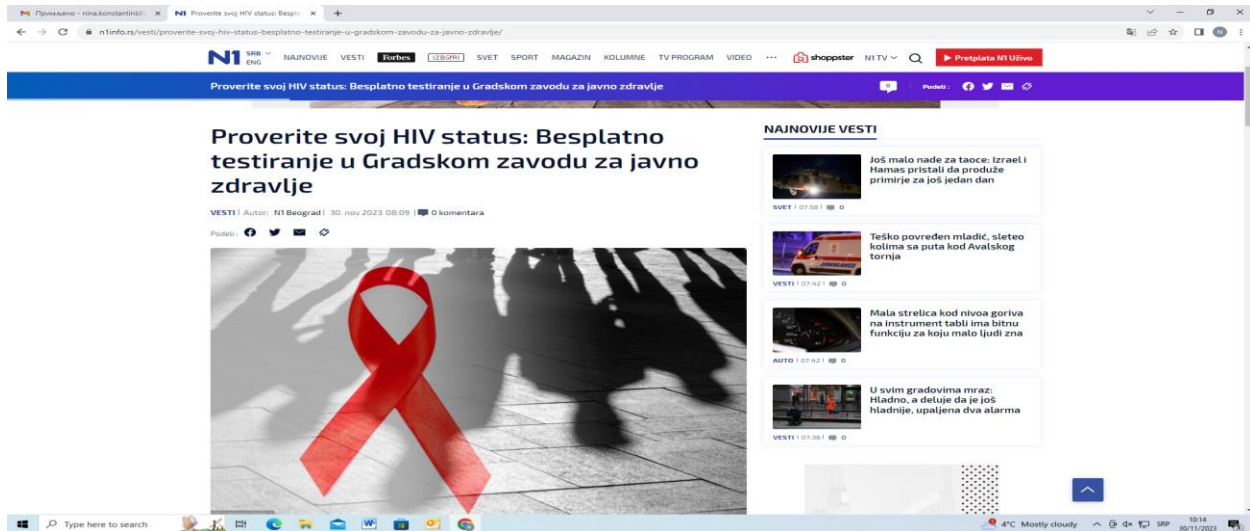 Примљено - nina.konstantinidi
N1 Proverite svoj HIV status: Bespla
n1info.rs/vesti/proverite-svoj-hiv-status-besplatno-testiranje-u-gradskom-zavodu-za-javno-zdravlje/
N1 SRB ENG NAJNOVIJE VESTI Forbes IZBORI SVET SPORT MAGAZIN KOLUMNE TV PROGRAM VIDEO ... shoppster N1 TV Pretplata N1 Uživo
Proverite svoj HIV status: Besplatno testiranje u Gradskom zavodu za javno zdravlje
0 Podeli:
Proverite svoj HIV status: Besplatno
testiranje u Gradskom zavodu za javno
zdravlje
VESTI | Autor: N1 Beograd | 30. nov 2023 08:09 | 0 komentara
Podeli:
NAJNOVIJE VESTI
Još malo nade za taoce: Izrael i
Hamas pristali da produže
primirje za još jedan dan
SVET | 07:58 | 0
Teško povređen mladić, sleteo
kolima sa puta kod Avalskog
tornja
VESTI | 07:42 | 0
Mala strelica kod nivoa goriva
na instrument tabli ima bitnu
funkciju za koju malo ljudi zna
AUTO | 07:42 | 0
U svim gradovima mraz:
Hladno, a deluje da je još
hladnije, upaljena dva alarma
VESTI | 07:36 | 0
Type here to search
4°C Mostly cloudy
SRP
10:14
30/11/2023